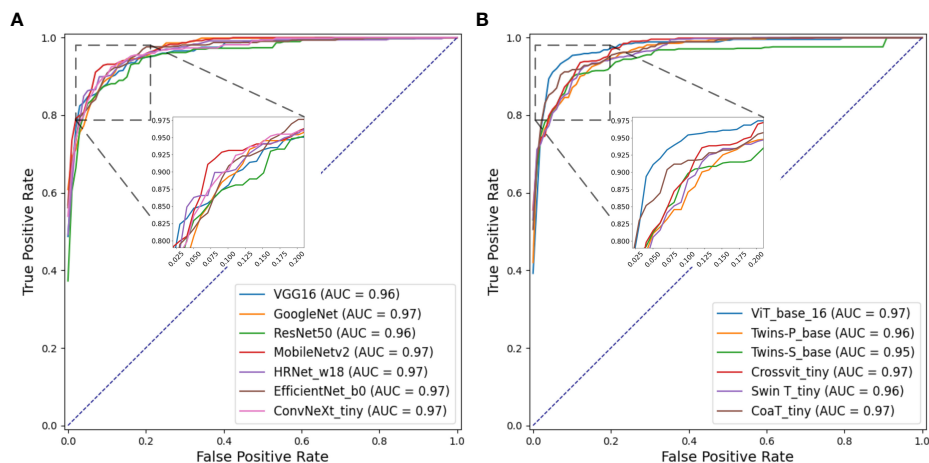 A
1.0
0.8
0.6
0.4
0.2
0.0
True Positive Rate
0.975
0.950
0.925
0.900
0.875
0.850
0.825
0.800
0.025
0.050
0.075
0.100
0.125
0.150
0.175
0.200
VGG16 (AUC = 0.96)
GoogleNet (AUC = 0.97)
ResNet50 (AUC = 0.96)
MobileNetv2 (AUC = 0.97)
HRNet_w18 (AUC = 0.97)
EfficientNet_b0 (AUC = 0.97)
ConvNeXt_tiny (AUC = 0.97)
0.0 0.2 0.4 0.6 0.8 1.0
False Positive Rate
B
1.0
0.8
0.6
0.4
0.2
0.0
True Positive Rate
0.975
0.950
0.925
0.900
0.875
0.850
0.825
0.800
0.025
0.050
0.075
0.100
0.125
0.150
0.175
0.200
ViT_base_16 (AUC = 0.97)
Twins-P_base (AUC = 0.96)
Twins-S_base (AUC = 0.95)
Crossvit_tiny (AUC = 0.97)
Swin T_tiny (AUC = 0.96)
CoaT_tiny (AUC = 0.97)
0.0 0.2 0.4 0.6 0.8 1.0
False Positive Rate